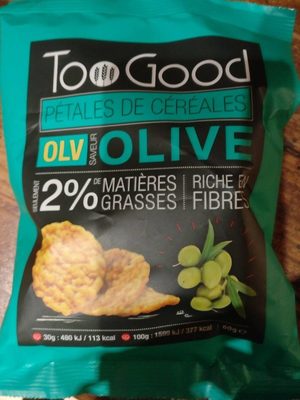 Too Good
PÉTALES DE CÉRÉALES
OLV SAVEUR OLIVE
SEULEMENT 2% DE MATIÈRES GRASSES
RICHE EN FIBRES
30g : 480 kJ / 113 kcal
100g : 1599 kJ / 377 kcal